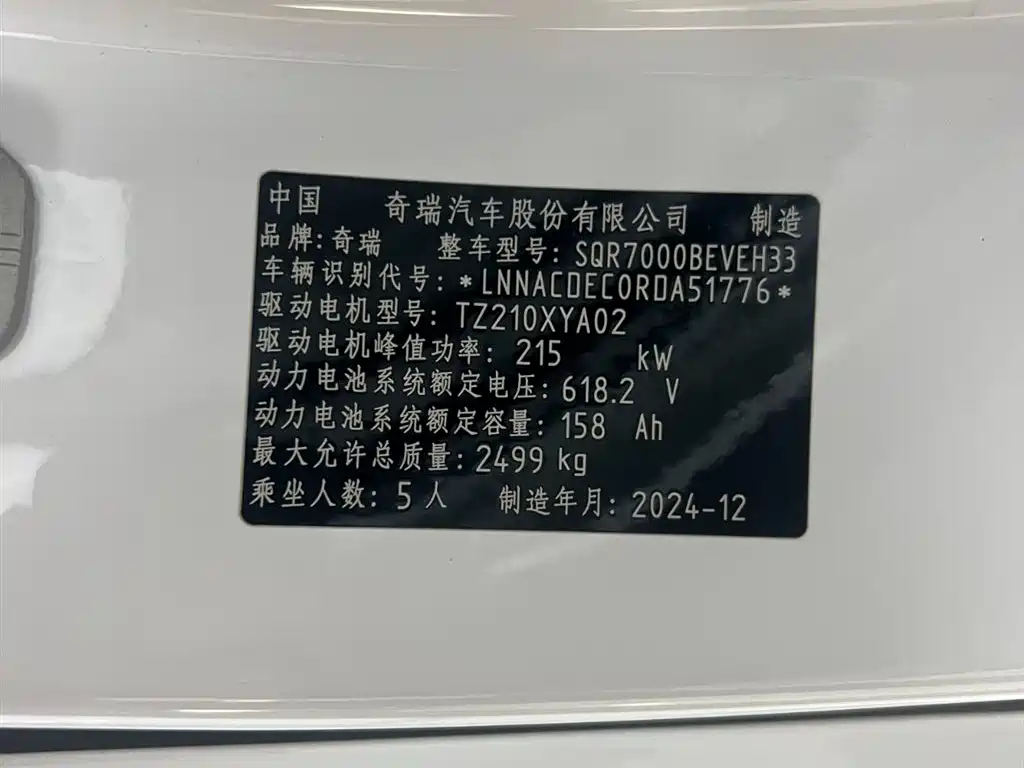 中国 奇瑞汽车股份有限公司 制造
品牌:奇瑞 整车型号:SQR7000BEVEH33
车辆识别代号:*LNNACDEC0RDA51776*
驱动电机型号:TZ210XYA02
驱动电机峰值功率:215 kW
动力电池系统额定电压:618.2 V
动力电池系统额定容量:158 Ah
最大允许总质量:2499 kg
乘坐人数:5人 制造年月:2024-12